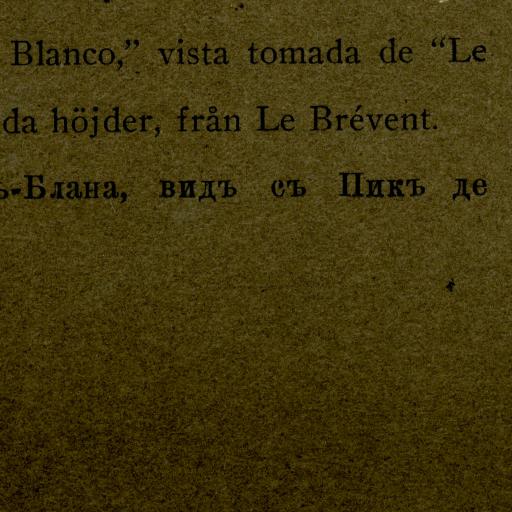 Blanco,” vista tomada de “Le
da höjder, från Le Brévent.
ъ-Блана, видъ съ Пикъ де